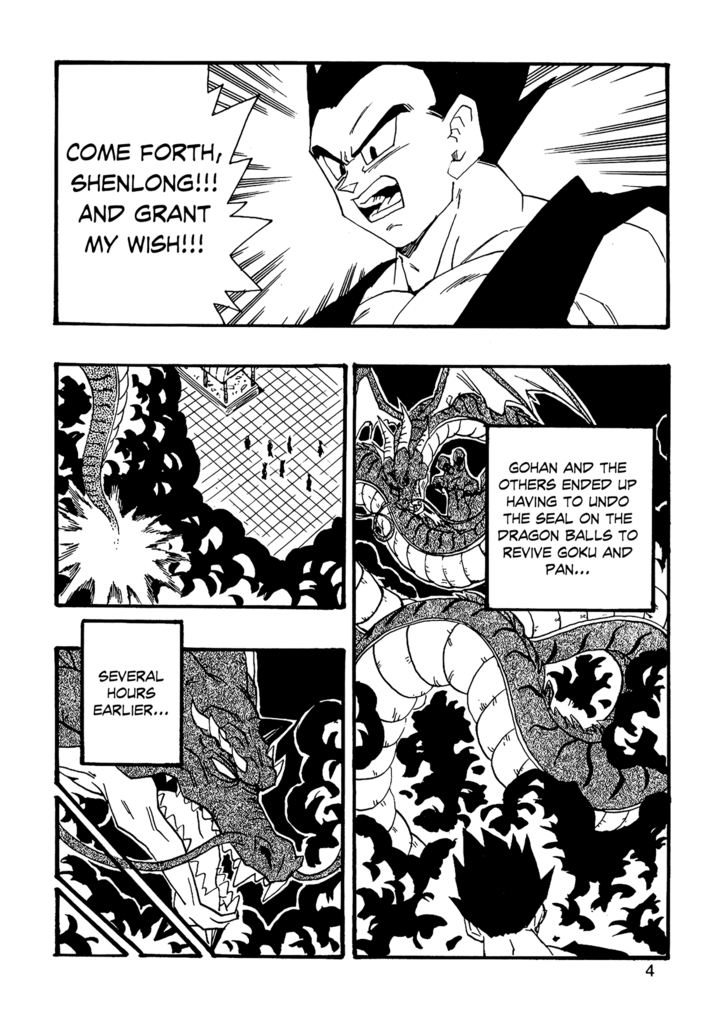 COME FORTH,
SHENLONG!!!
AND GRANT
MY WISH!!!
GOHAN AND THE
OTHERS ENDED UP
HAVING TO UNDO
THE SEAL ON THE
DRAGON BALLS TO
REVIVE GOKU AND
PAN...
SEVERAL
HOURS
EARLIER...
4